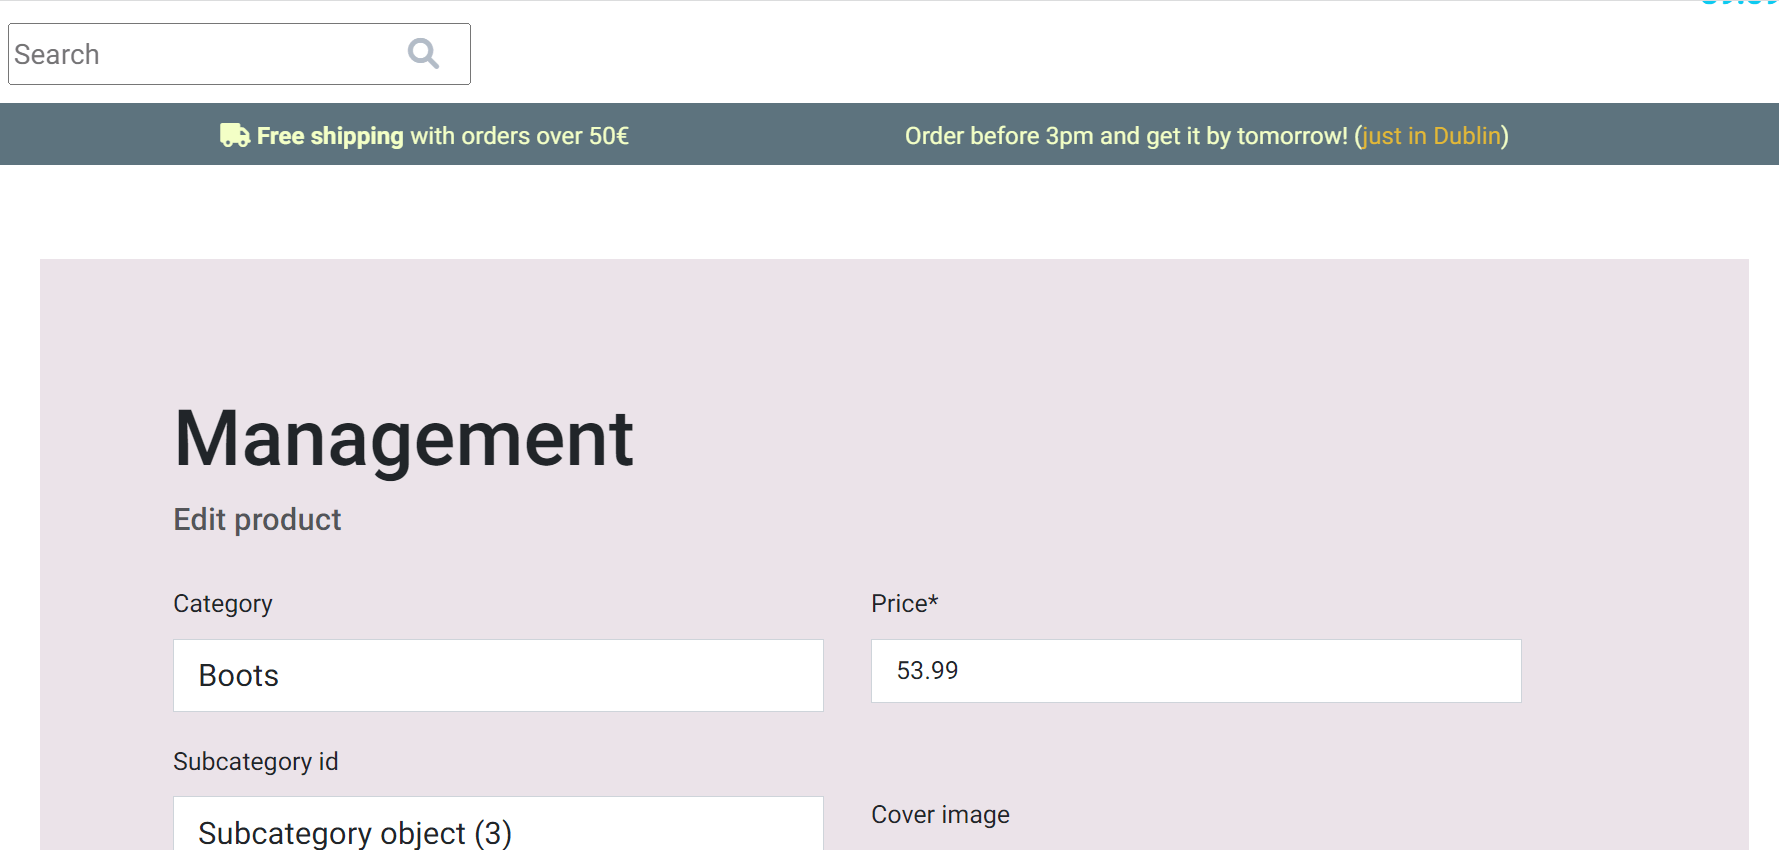 Search
Free shipping with orders over 50€
Order before 3pm and get it by tomorrow! (just in Dublin)
Management
Edit product
Category
Price*
Boots
53.99
Subcategory id
Subcategory object (3)
Cover image